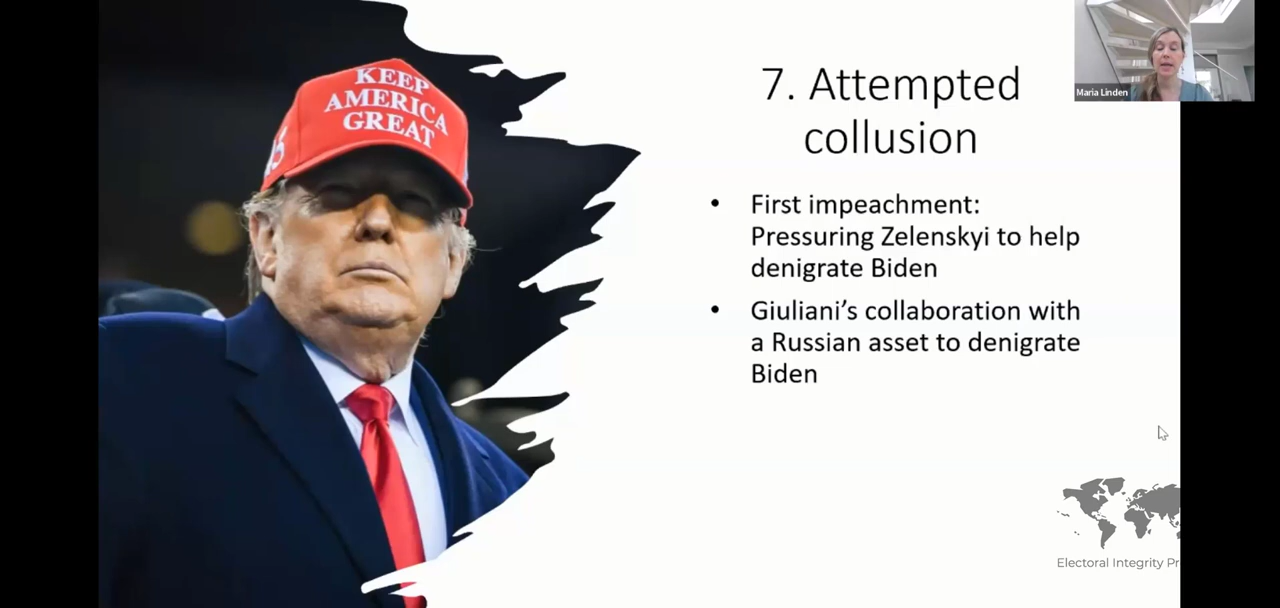 KEEP
AMERICA
GREAT
45
7. Attempted
collusion
• First impeachment:
Pressuring Zelenskyi to help
denigrate Biden
• Giuliani’s collaboration with
a Russian asset to denigrate
Biden
Maria Linden
Electoral Integrity Pr